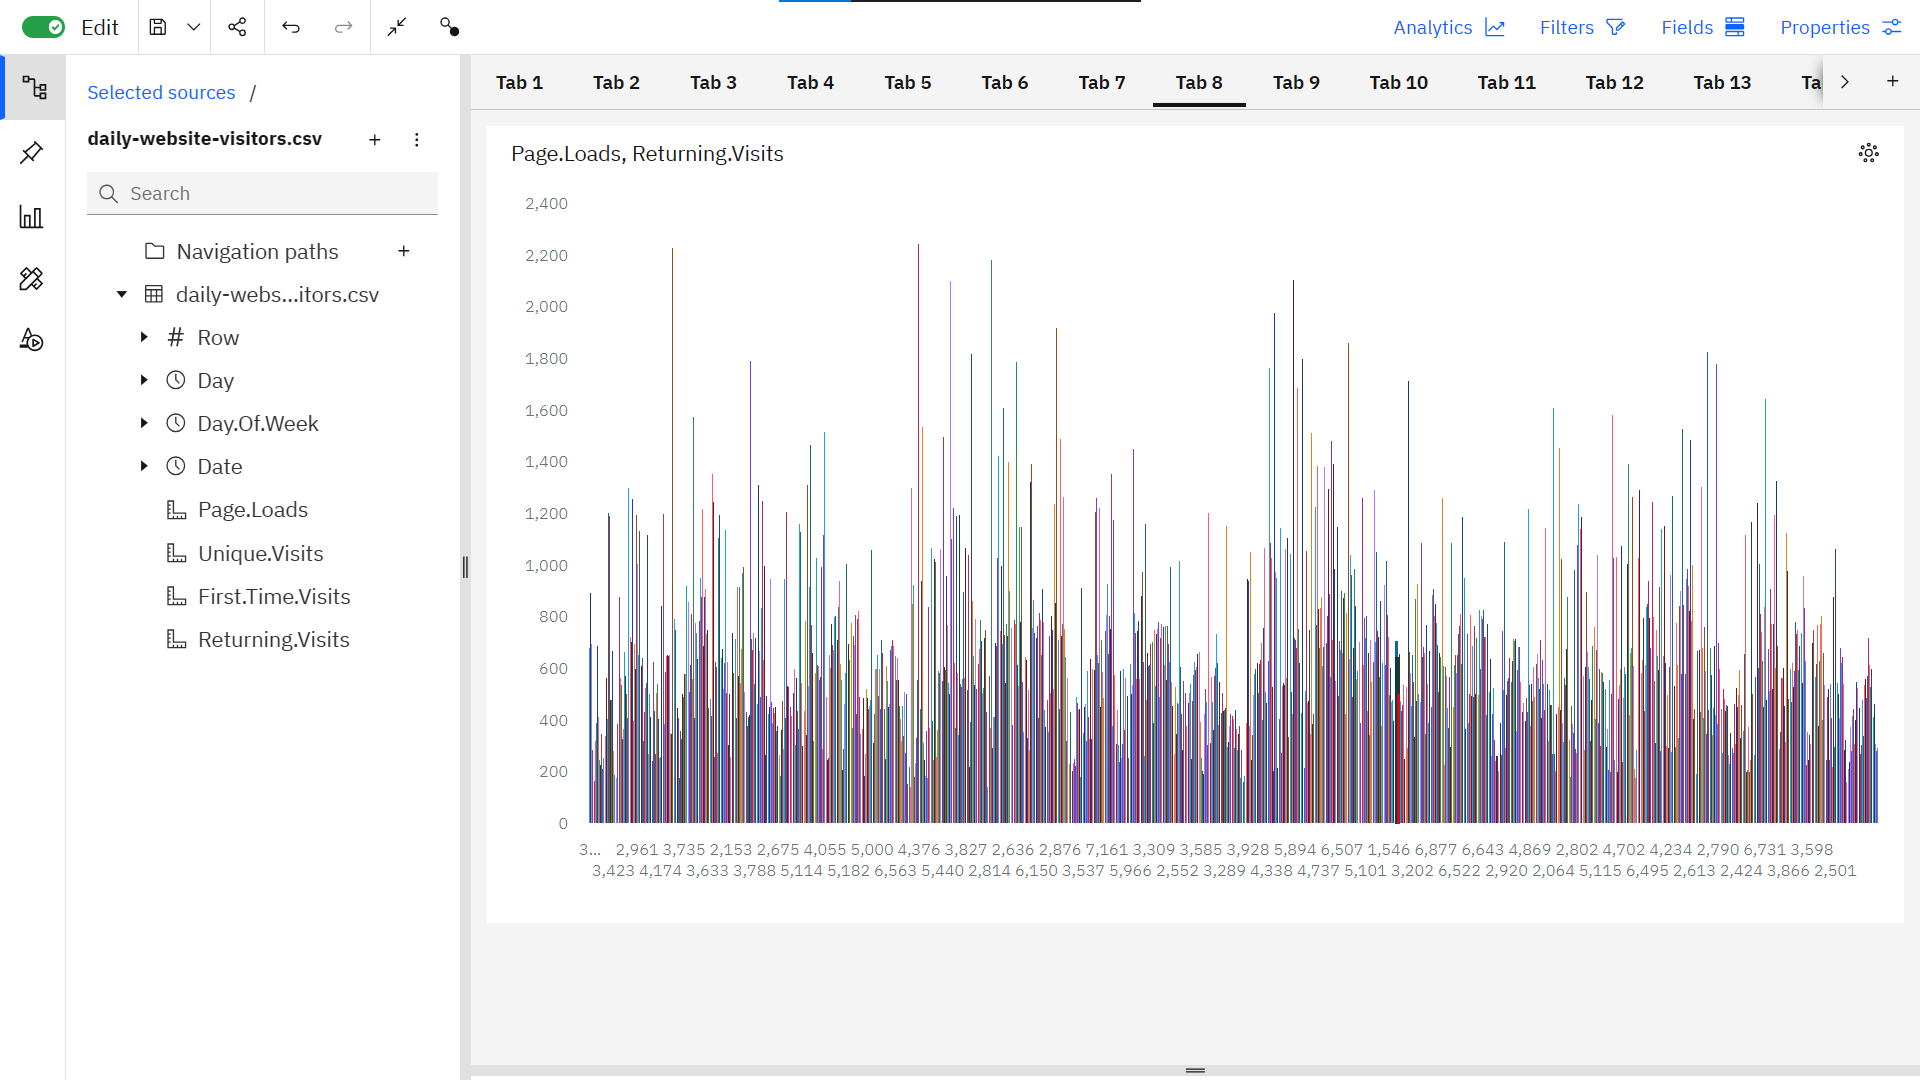 Edit
Analytics
Filters
Fields
Properties
Selected sources /
daily-website-visitors.csv
Search
Navigation paths
daily-webs...itors.csv
Row
Day
Day.Of.Week
Date
Page.Loads
Unique.Visits
First.Time.Visits
Returning.Visits
Tab 1 Tab 2 Tab 3 Tab 4 Tab 5 Tab 6 Tab 7 Tab 8 Tab 9 Tab 10 Tab 11 Tab 12 Tab 13 Ta
Page.Loads, Returning.Visits
2,400
2,200
2,000
1,800
1,600
1,400
1,200
1,000
800
600
400
200
0
3... 2,961 3,735 2,153 2,675 4,055 5,000 4,376 3,827 2,636 2,876 7,161 3,309 3,585 3,928 5,894 6,507 1,546 6,877 6,643 4,869 2,802 4,702 4,234 2,790 6,731 3,598
3,423 4,174 3,633 3,788 5,114 5,182 6,563 5,440 2,814 6,150 3,537 5,966 2,552 3,289 4,338 4,737 5,101 3,202 6,522 2,920 2,064 5,115 6,495 2,613 2,424 3,866 2,501